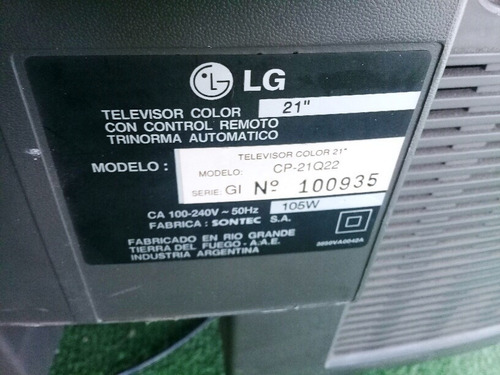 LG
TELEVISOR COLOR 21"
CON CONTROL REMOTO
TRINORMA AUTOMATICO
MODELO :
TELEVISOR COLOR 21"
MODELO: CP-21Q22
SERIE: GI Nº 100935
CA 100-240V ~ 50Hz 105W
FABRICA : SONTEC S.A.
FABRICADO EN RIO GRANDE
TIERRA DEL FUEGO - A.A.E.
INDUSTRIA ARGENTINA
3850VA0042A